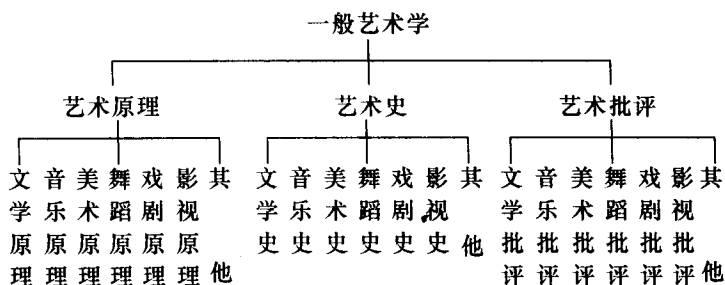 一般艺术学
艺术原理 艺术史 艺术批评
文学原理 音乐原理 美术原理 舞蹈原理 戏剧原理 影视原理 其他
文学史 音乐史 美术史 舞蹈史 戏剧史 影视史 其他
文学批评 音乐批评 美术批评 舞蹈批评 戏剧批评 影视批评 其他